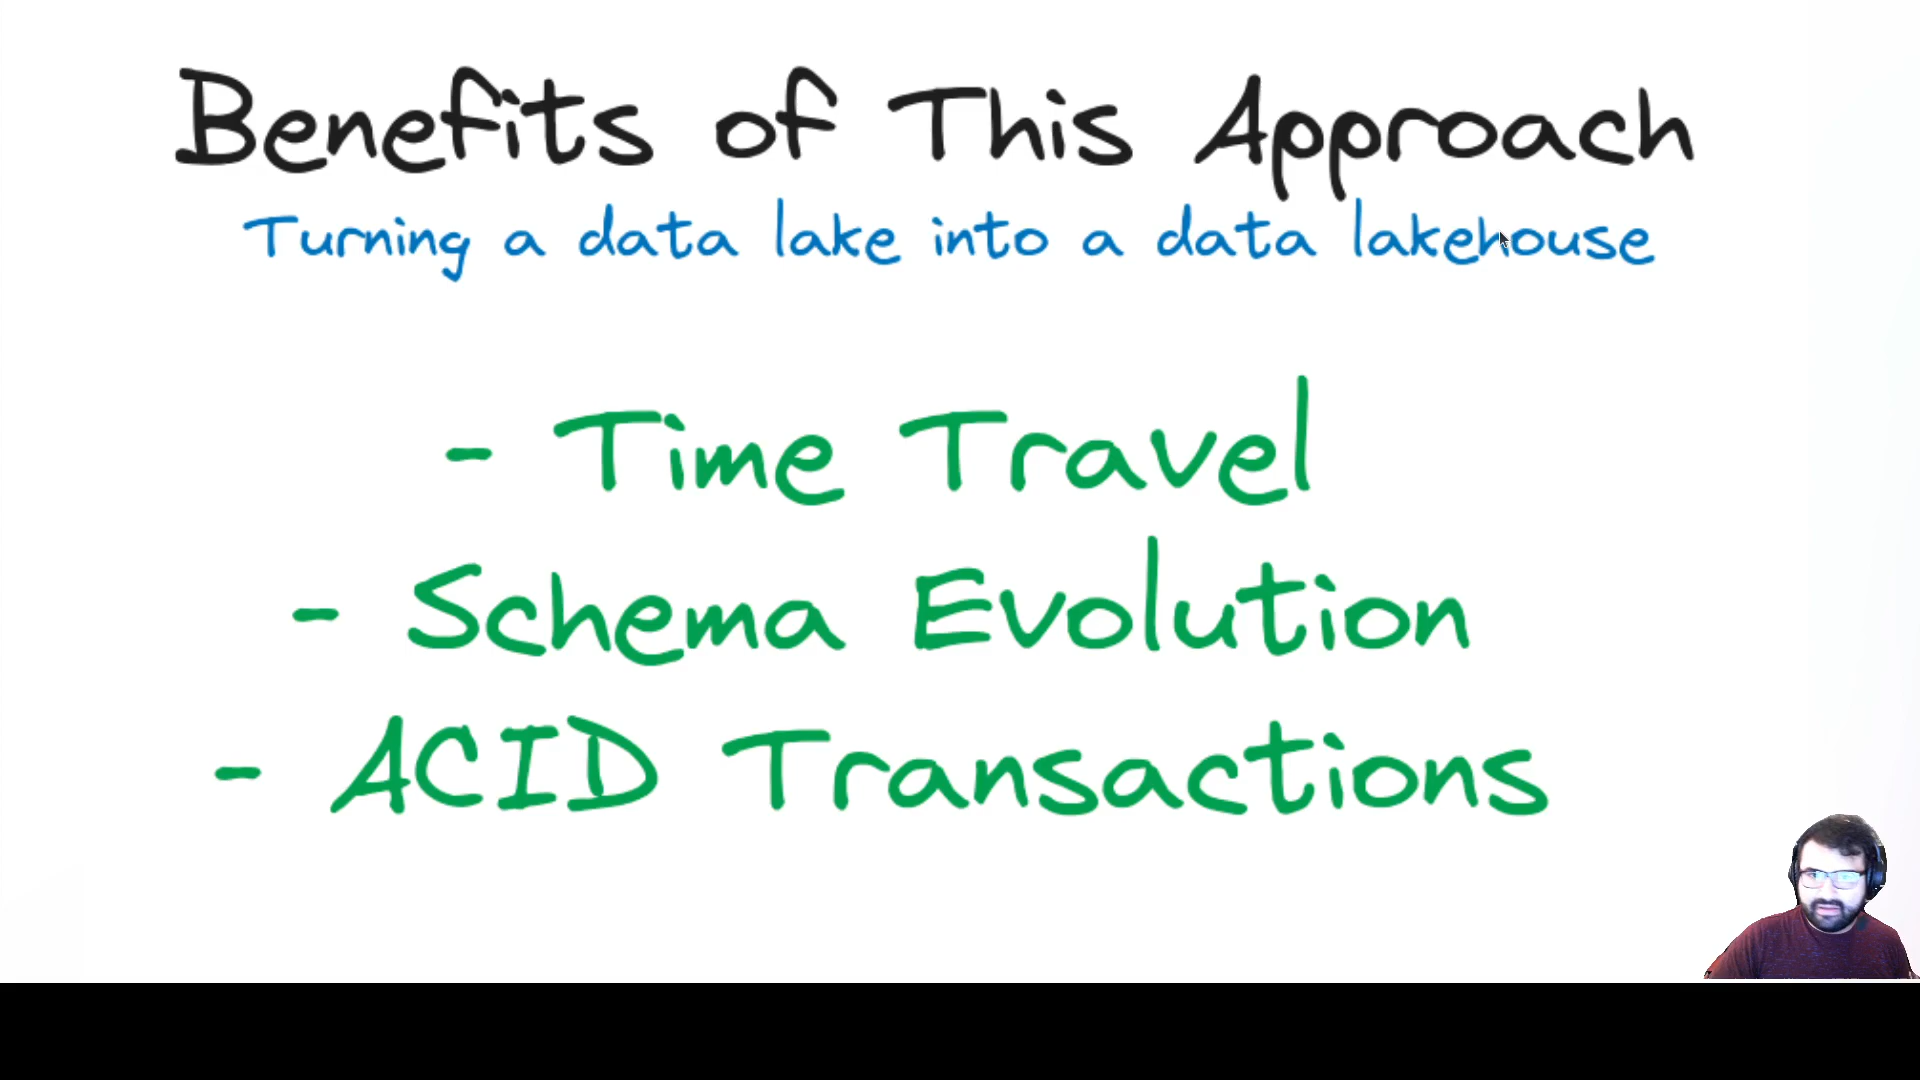 Benefits of This Approach
Turning a data lake into a data lakehouse
- Time Travel
- Schema Evolution
- ACID Transactions